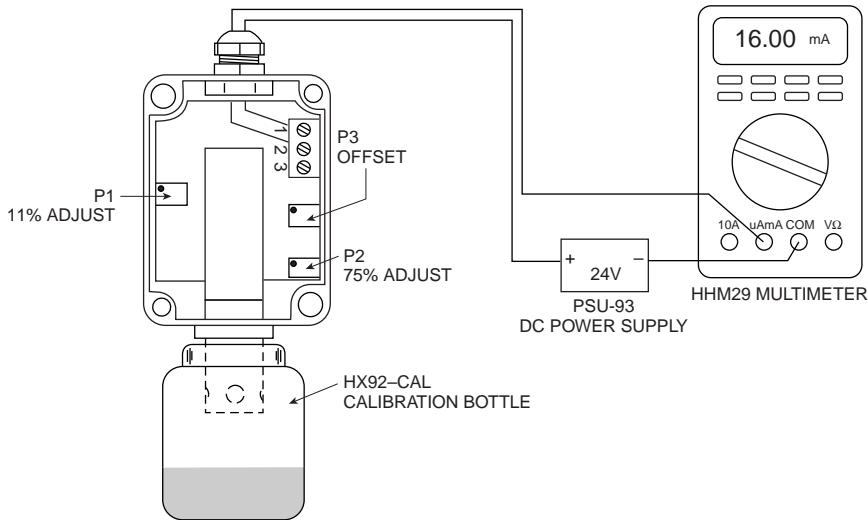 16.00 mA
1
2
3
P3
OFFSET
P1
11% ADJUST
P2
75% ADJUST
10A uAmA COM VΩ
+ −
24V
HHM29 MULTIMETER
PSU-93
DC POWER SUPPLY
HX92–CAL
CALIBRATION BOTTLE